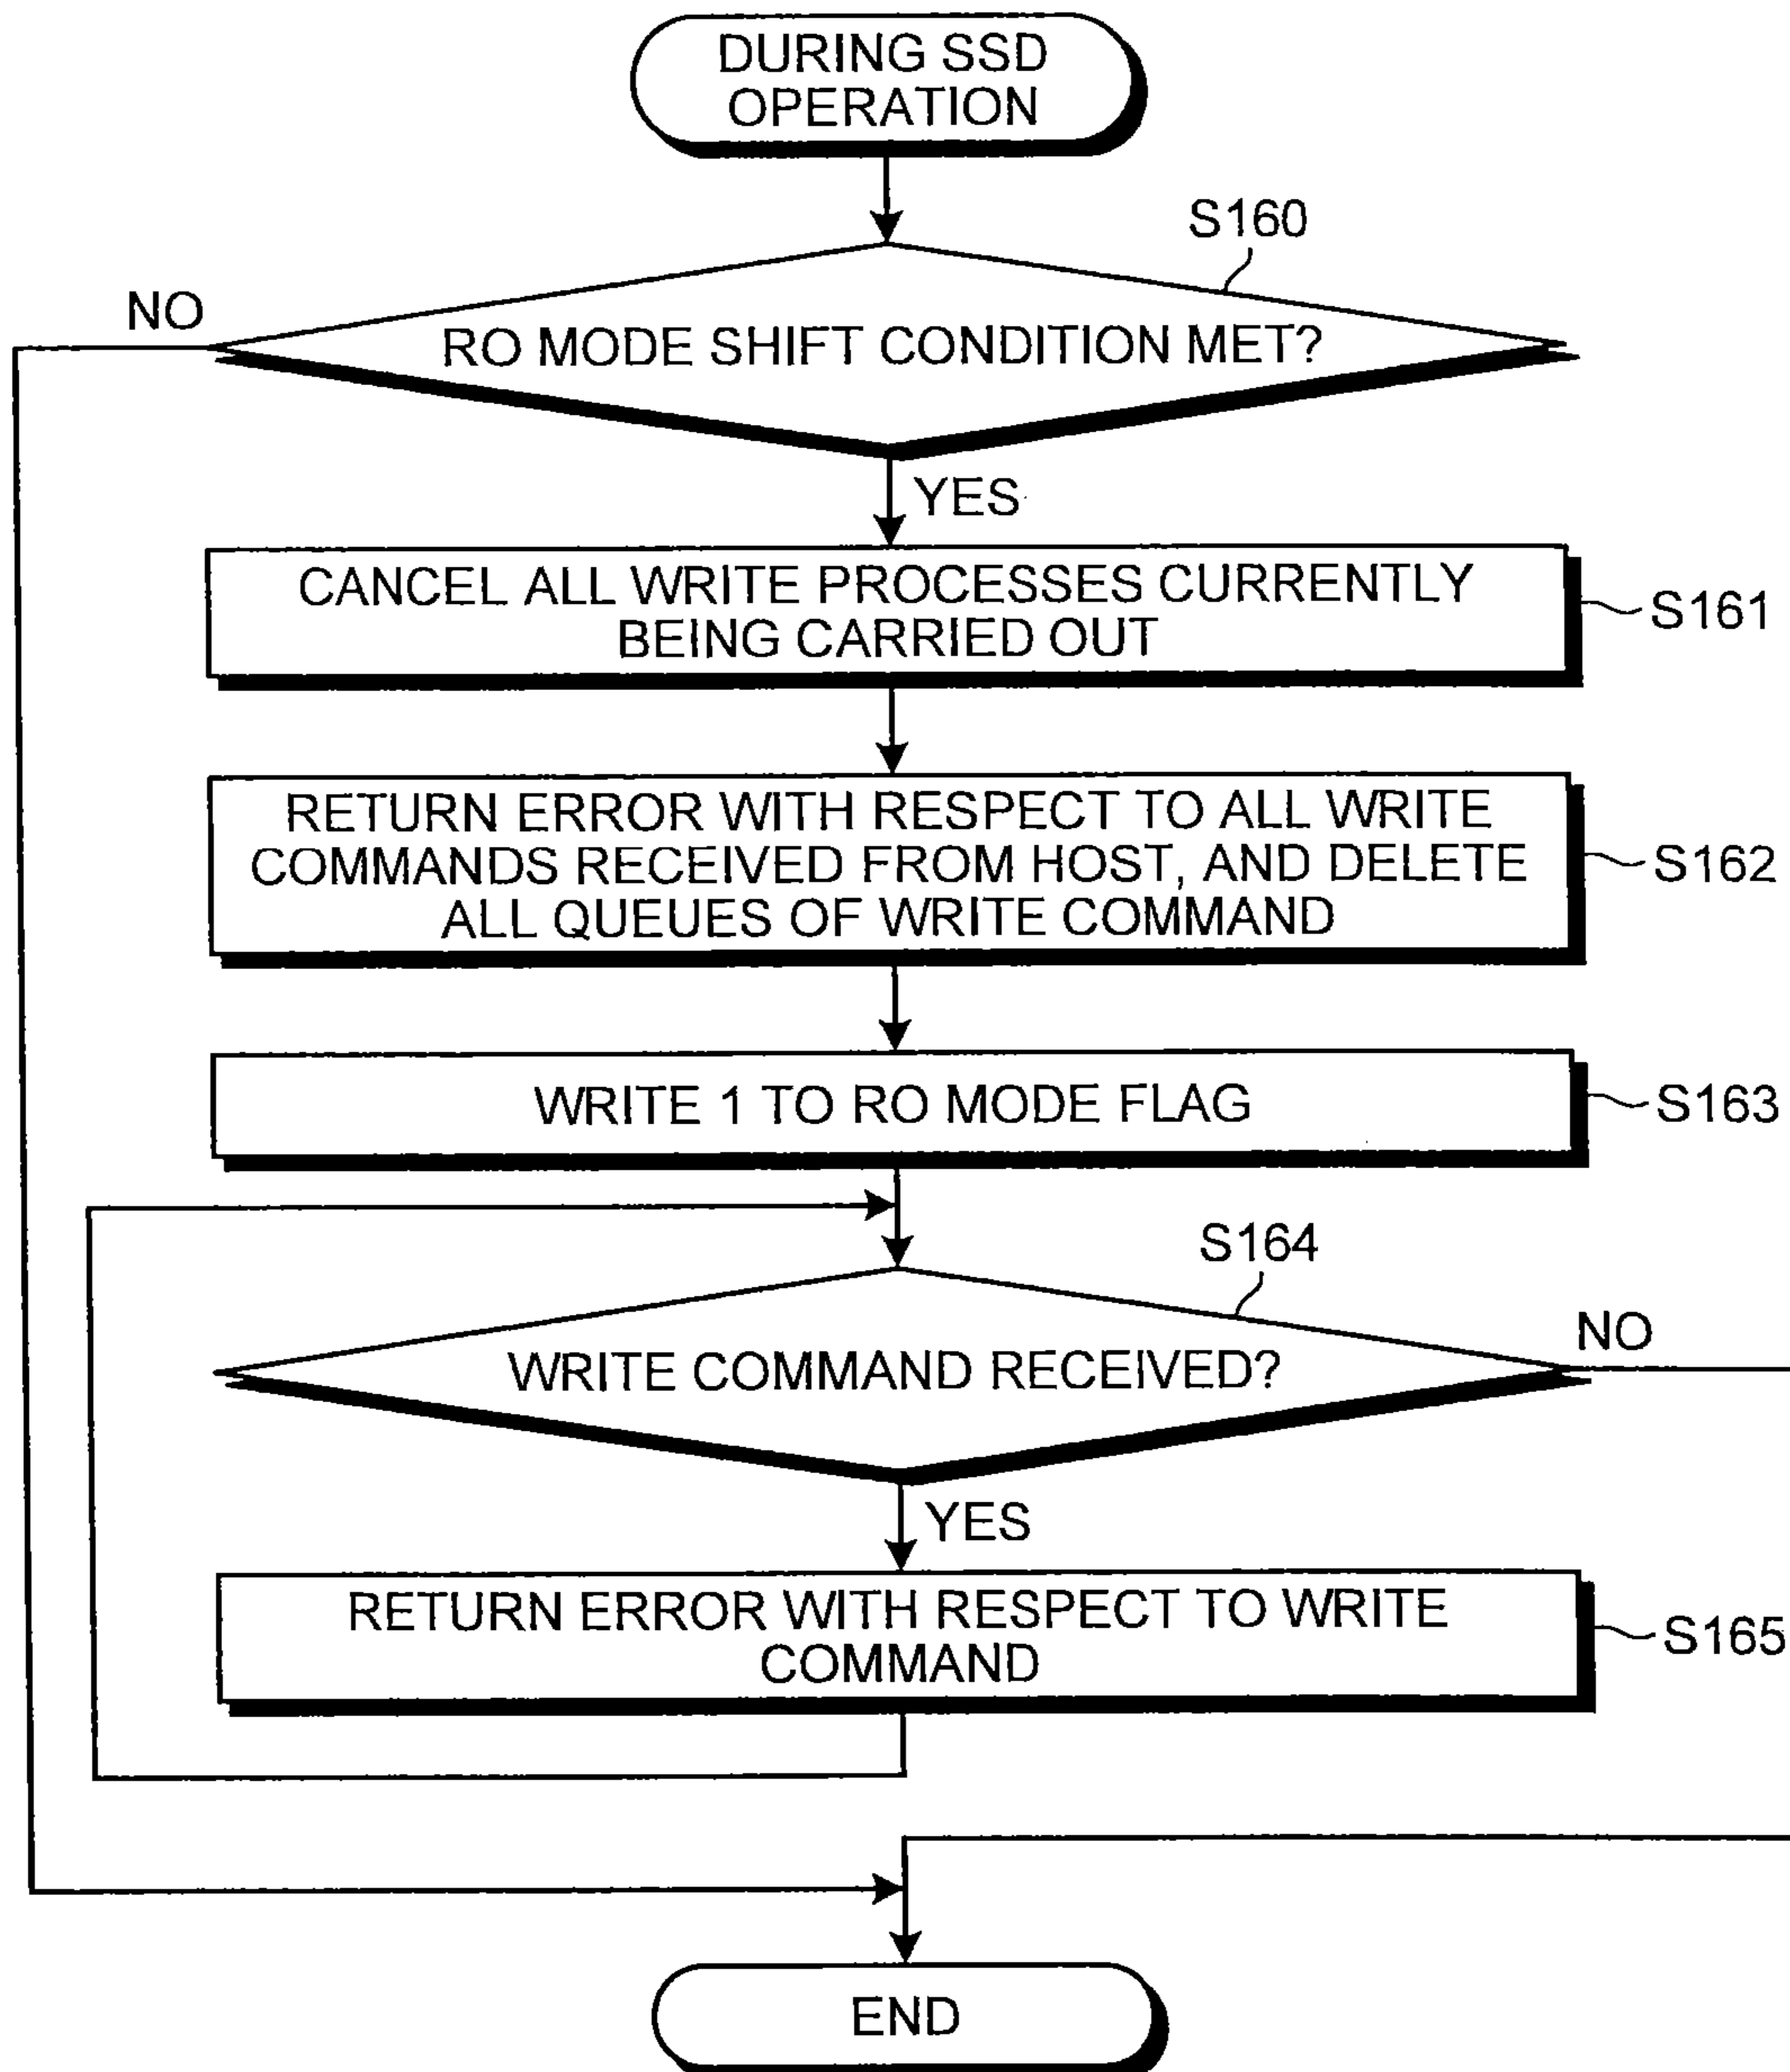 DURING SSD
OPERATION
S160
NO
RO MODE SHIFT CONDITION MET?
YES
CANCEL ALL WRITE PROCESSES CURRENTLY
BEING CARRIED OUT
S161
RETURN ERROR WITH RESPECT TO ALL WRITE
COMMANDS RECEIVED FROM HOST, AND DELETE
ALL QUEUES OF WRITE COMMAND
S162
WRITE 1 TO RO MODE FLAG
S163
S164
NO
WRITE COMMAND RECEIVED?
YES
RETURN ERROR WITH RESPECT TO WRITE
COMMAND
S165
END